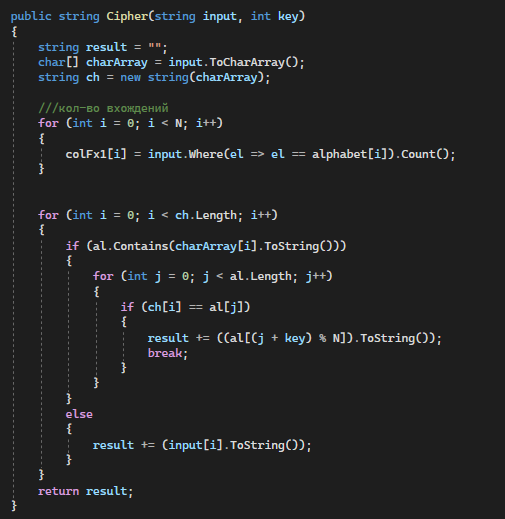 public string Cipher(string input, int key)
{
    string result = "";
    char[] charArray = input.ToCharArray();
    string ch = new string(charArray);

    ///кол-во вхождений
    for (int i = 0; i < N; i++)
    {
        colFx1[i] = input.Where(el => el == alphabet[i]).Count();
    }


    for (int i = 0; i < ch.Length; i++)
    {
        if (al.Contains(charArray[i].ToString()))
        {
            for (int j = 0; j < al.Length; j++)
            {
                if (ch[i] == al[j])
                {
                    result += ((al[(j + key) % N]).ToString());
                    break;
                }
            }
        }
        else
        {
            result += (input[i].ToString());
        }
    }
    return result;
}